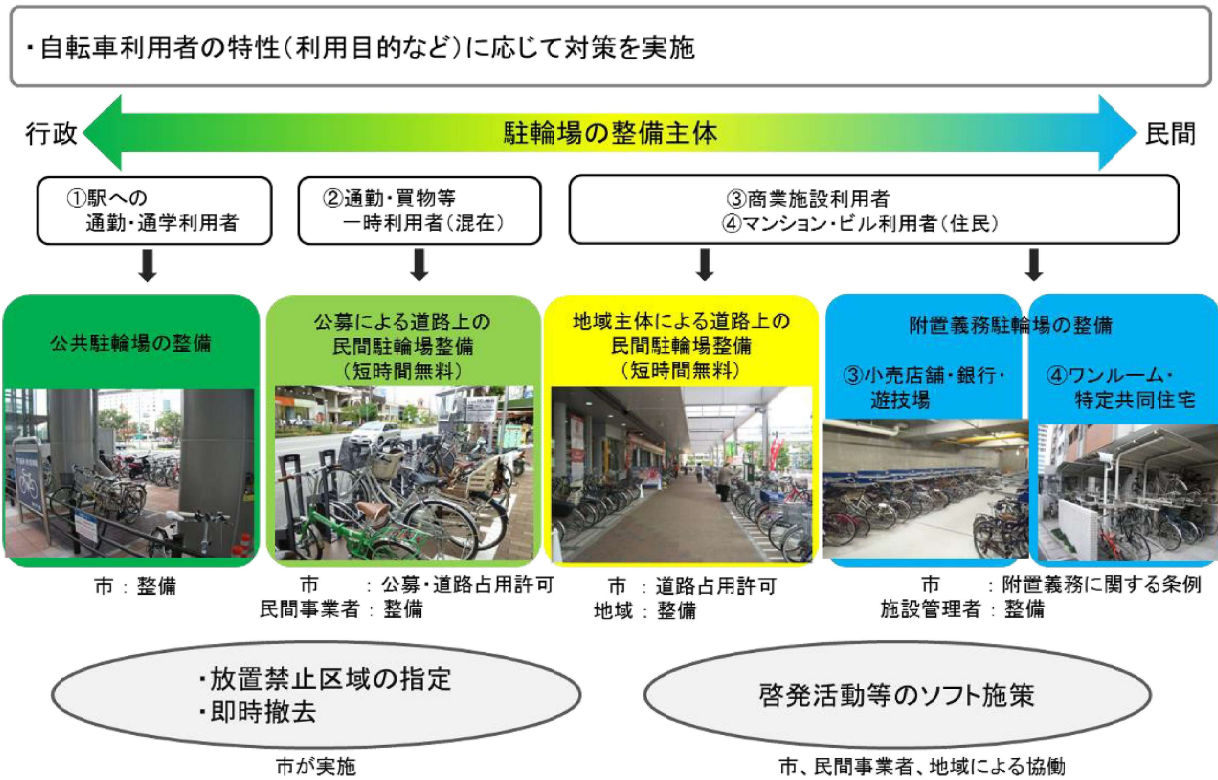 ・自転車利用者の特性(利用目的など)に応じて対策を実施
行政
駐輪場の整備主体
民間
①駅への
通勤・通学利用者
②通勤・買物等
一時利用者(混在)
③商業施設利用者
④マンション・ビル利用者(住民)
公共駐輪場の整備
公募による道路上の
民間駐輪場整備
(短時間無料)
地域主体による道路上の
民間駐輪場整備
(短時間無料)
附置義務駐輪場の整備
③小売店舗・銀行・
遊技場
④ワンルーム・
特定共同住宅
市 : 整備
市 : 公募・道路占用許可
民間事業者 : 整備
市 : 道路占用許可
地域 : 整備
市 : 附置義務に関する条例
施設管理者 : 整備
・放置禁止区域の指定
・即時撤去
市が実施
啓発活動等のソフト施策
市、民間事業者、地域による協働